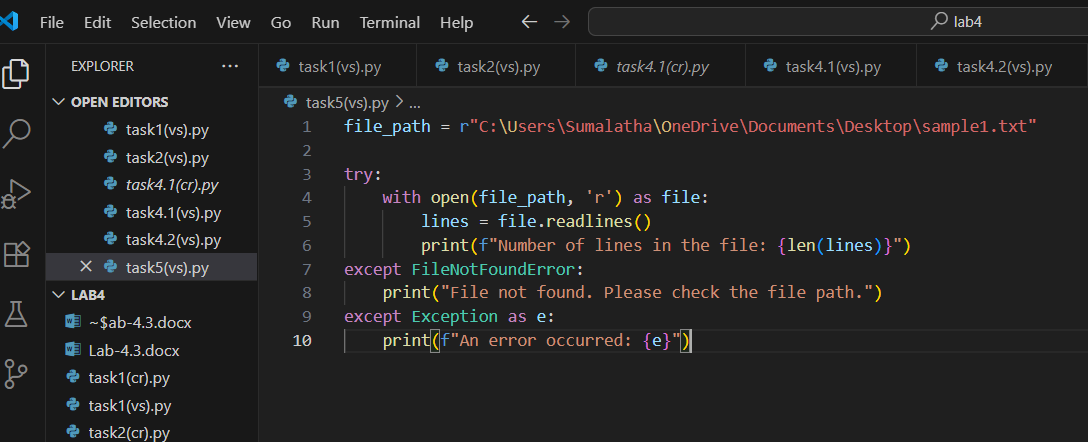 File Edit Selection View Go Run Terminal Help lab4
EXPLORER ...
task1(vs).py task2(vs).py task4.1(cr).py task4.1(vs).py task4.2(vs).py
OPEN EDITORS
task1(vs).py
task2(vs).py
task4.1(cr).py
task4.1(vs).py
task4.2(vs).py
task5(vs).py
LAB4
~$ab-4.3.docx
Lab-4.3.docx
task1(cr).py
task1(vs).py
task2(cr).py
task5(vs).py > ...
1 file_path = r"C:\Users\Sumalatha\OneDrive\Documents\Desktop\sample1.txt"
2
3 try:
4     with open(file_path, 'r') as file:
5         lines = file.readlines()
6         print(f"Number of lines in the file: {len(lines)}")
7 except FileNotFoundError:
8     print("File not found. Please check the file path.")
9 except Exception as e:
10     print(f"An error occurred: {e}")